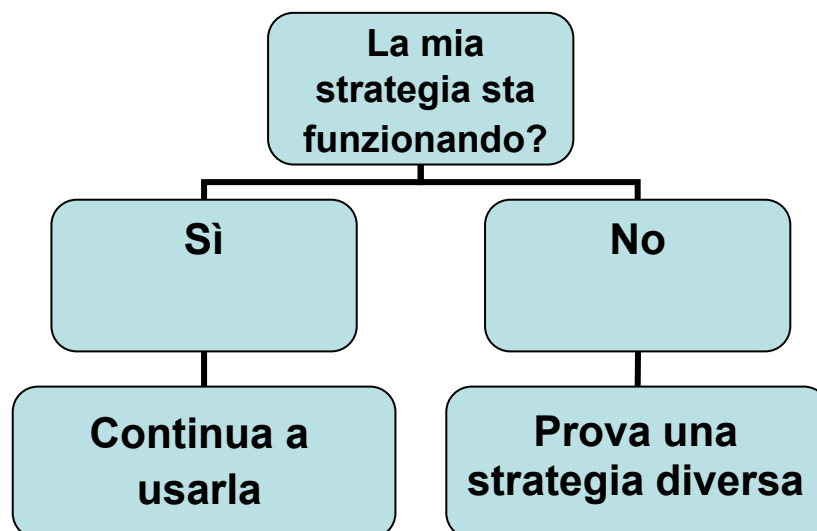 La mia
strategia sta
funzionando?
Sì
No
Continua a
usarla
Prova una
strategia diversa